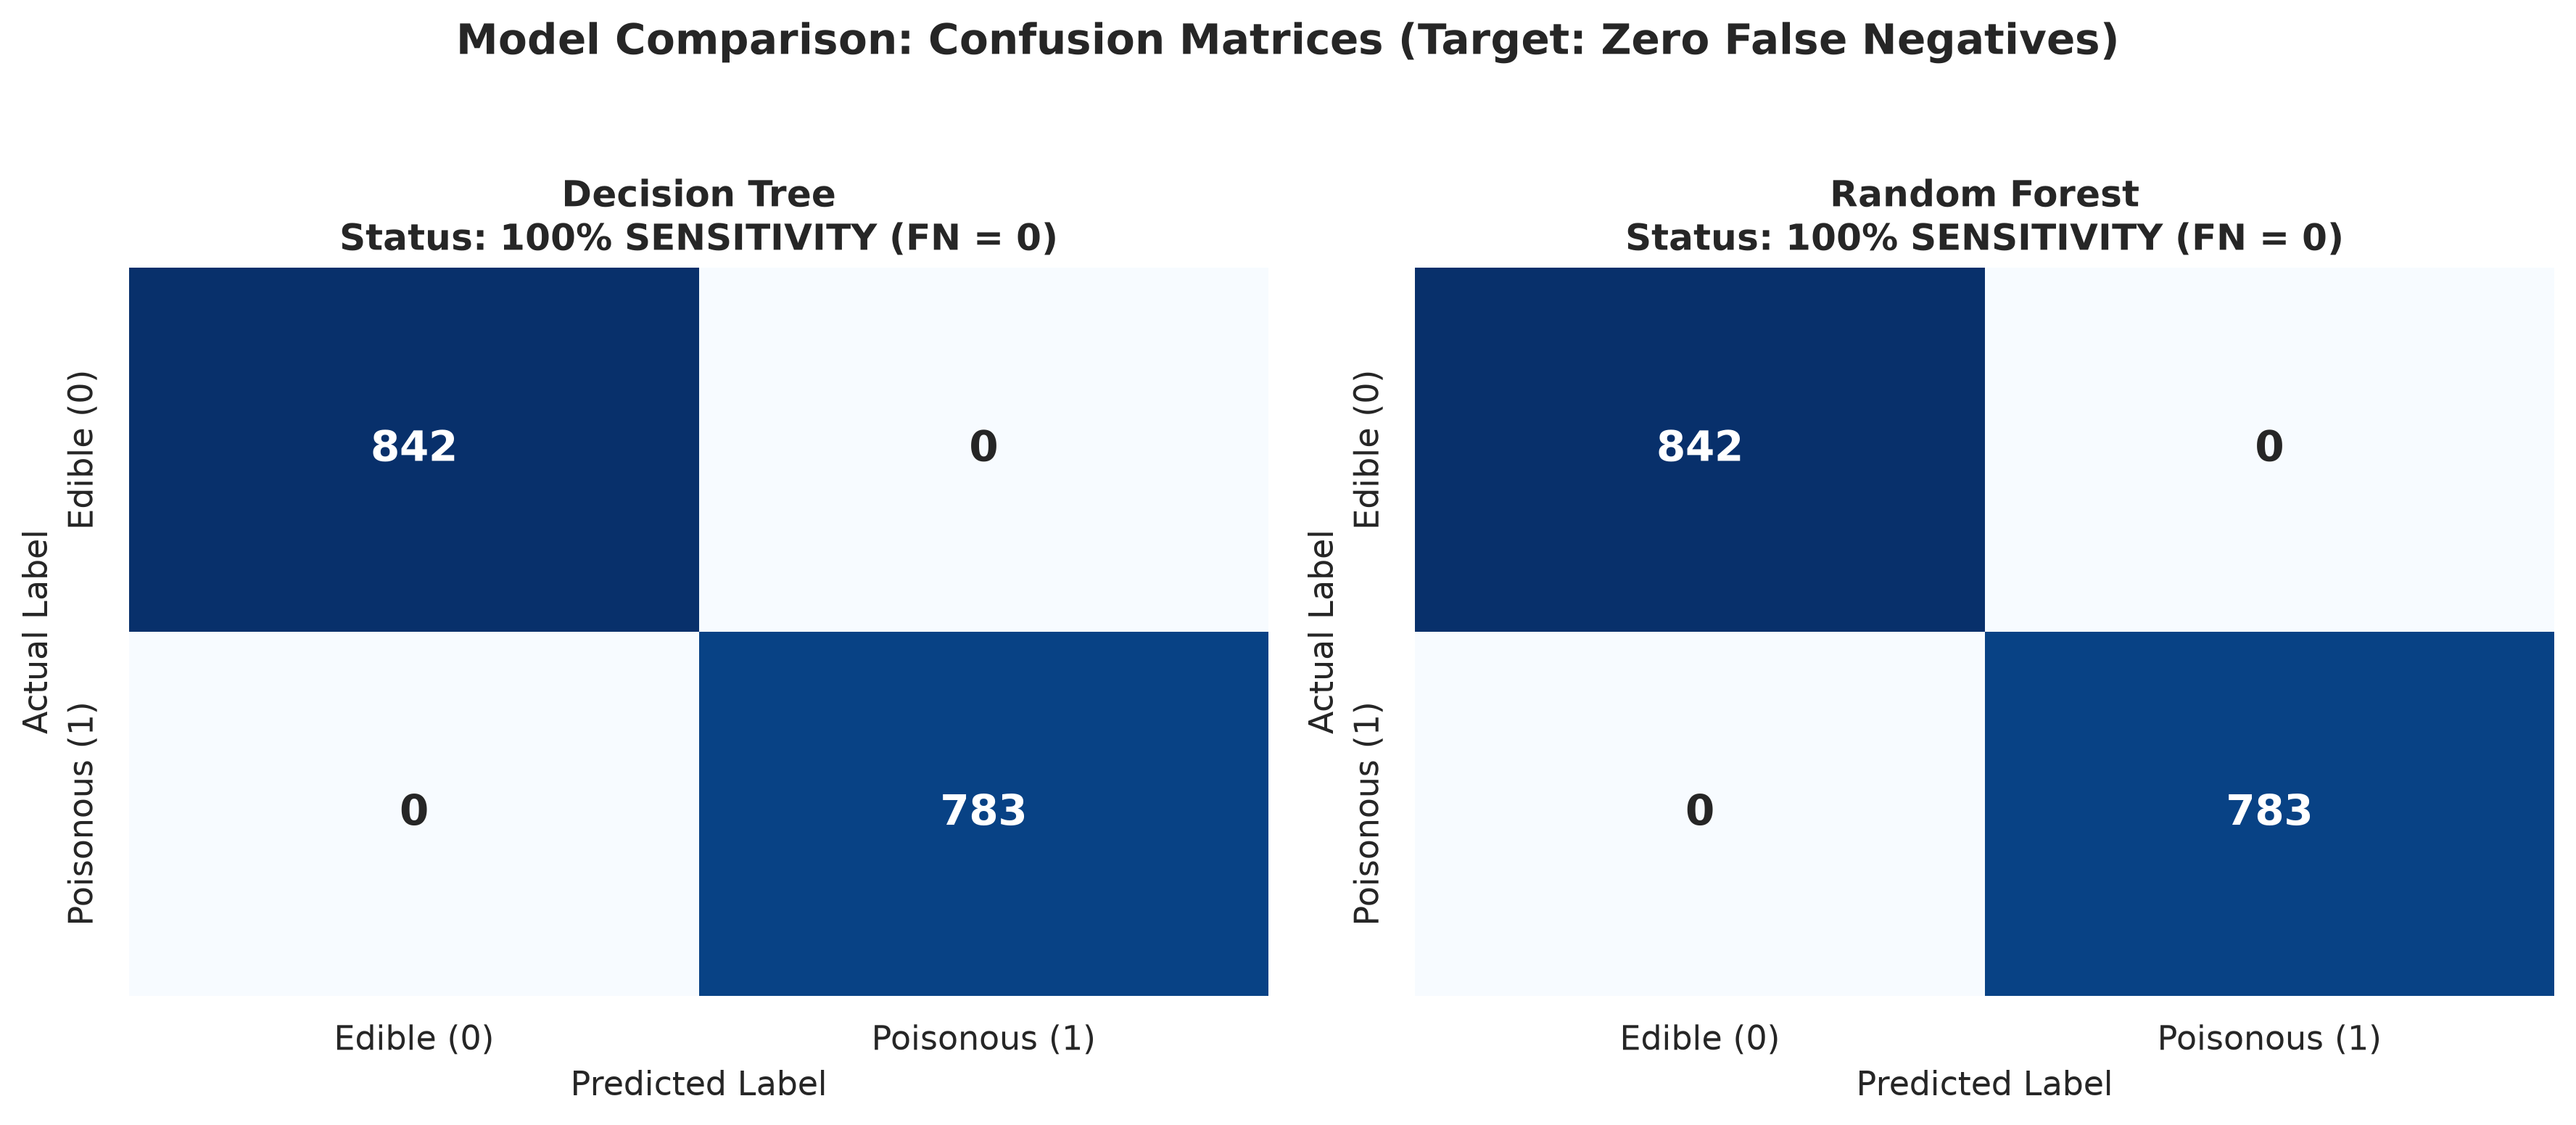 Model Comparison: Confusion Matrices (Target: Zero False Negatives)
Decision Tree
Status: 100% SENSITIVITY (FN = 0)
Actual Label
Edible (0)
Poisonous (1)
842
0
0
783
Edible (0)
Poisonous (1)
Predicted Label
Random Forest
Status: 100% SENSITIVITY (FN = 0)
Actual Label
Edible (0)
Poisonous (1)
842
0
0
783
Edible (0)
Poisonous (1)
Predicted Label